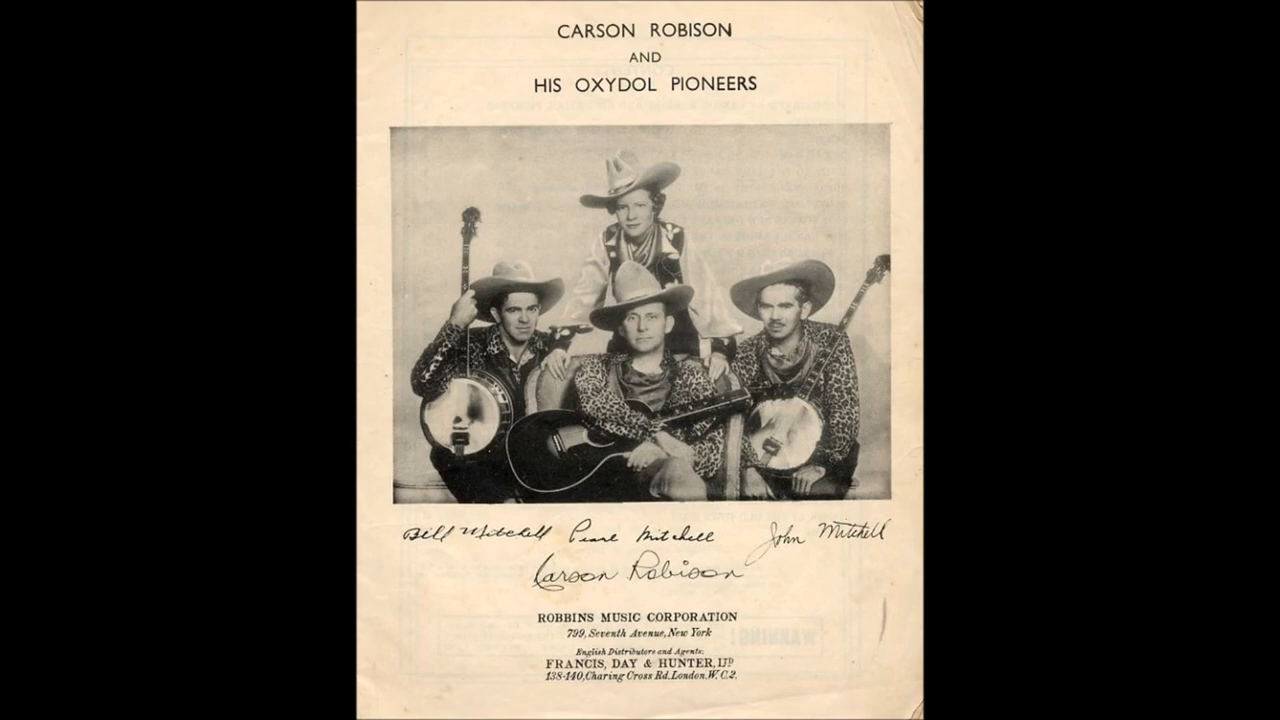 CARSON ROBISON
AND
HIS OXYDOL PIONEERS
Bill Mitchell Pearl Mitchell John Mitchell
Carson Robison
ROBBINS MUSIC CORPORATION
799, Seventh Avenue, New York
English Distributors and Agents:
FRANCIS, DAY & HUNTER, LTD
138-140, Charing Cross Rd. London. W. C. 2.
WARNING!